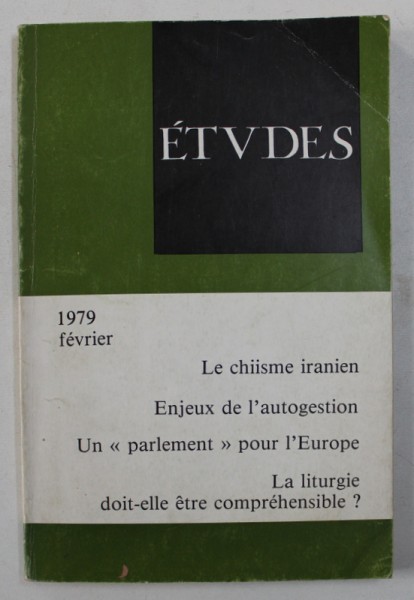 ÉTVDES
1979
février
Le chiisme iranien
Enjeux de l'autogestion
Un « parlement » pour l'Europe
La liturgie
doit-elle être compréhensible ?